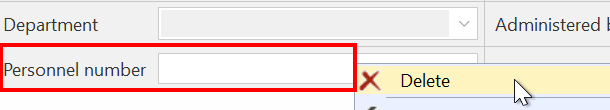 Department
Administered
Personnel number
Delete